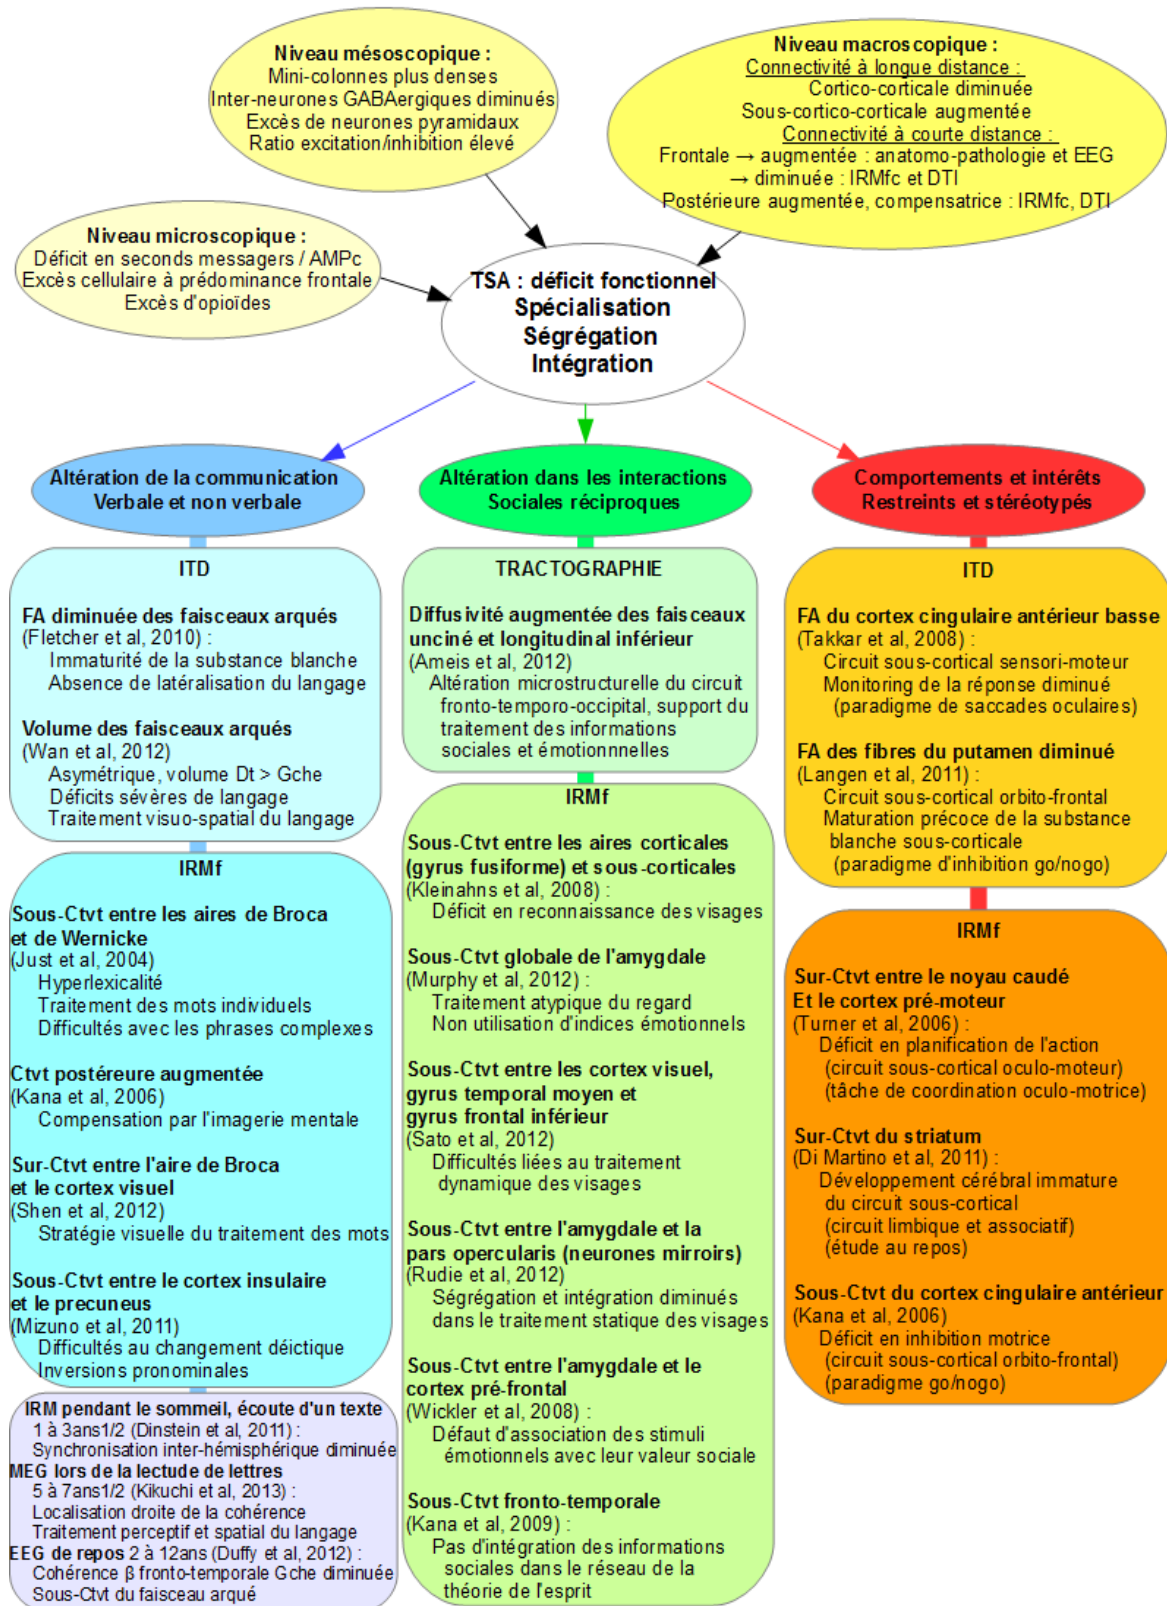 Niveau mésoscopique :
Mini-colonnes plus denses
Inter-neurones GABAergiques diminués
Excès de neurones pyramidaux
Ratio excitation/inhibition élevé
Niveau macroscopique :
Connectivité à longue distance :
Cortico-corticale diminuée
Sous-cortico-corticale augmentée
Connectivité à courte distance :
Frontale → augmentée : anatomo-pathologie et EEG
→ diminuée : IRMfc et DTI
Postérieure augmentée, compensatrice : IRMfc, DTI
Niveau microscopique :
Déficit en seconds messagers / AMPc
Excès cellulaire à prédominance frontale
Excès d'opioïdes
TSA : déficit fonctionnel
Spécialisation
Ségrégation
Intégration
Altération de la communication
Verbale et non verbale
ITD
FA diminuée des faisceaux arqués
(Fletcher et al, 2010) :
Immaturité de la substance blanche
Absence de latéralisation du langage
Volume des faisceaux arqués
(Wan et al, 2012)
Asymétrique, volume Dt > Gche
Déficits sévères de langage
Traitement visuo-spatial du langage
IRMf
Sous-Ctvt entre les aires de Broca
et de Wernicke
(Just et al, 2004)
Hyperlexicalité
Traitement des mots individuels
Difficultés avec les phrases complexes
Ctvt postéreure augmentée
(Kana et al, 2006)
Compensation par l'imagerie mentale
Sur-Ctvt entre l'aire de Broca
et le cortex visuel
(Shen et al, 2012)
Stratégie visuelle du traitement des mots
Sous-Ctvt entre le cortex insulaire
et le precuneus
(Mizuno et al, 2011)
Difficultés au changement déictique
Inversions pronominales
IRM pendant le sommeil, écoute d'un texte
1 à 3ans1/2 (Dinstein et al, 2011) :
Synchronisation inter-hémisphérique diminuée
MEG lors de la lectude de lettres
5 à 7ans1/2 (Kikuchi et al, 2013) :
Localisation droite de la cohérence
Traitement perceptif et spatial du langage
EEG de repos 2 à 12ans (Duffy et al, 2012) :
Cohérence β fronto-temporale Gche diminuée
Sous-Ctvt du faisceau arqué
Altération dans les interactions
Sociales réciproques
TRACTOGRAPHIE
Diffusivité augmentée des faisceaux
unciné et longitudinal inférieur
(Ameis et al, 2012)
Altération microstructurelle du circuit
fronto-temporo-occipital, support du
traitement des informations
sociales et émotionnnelles
IRMf
Sous-Ctvt entre les aires corticales
(gyrus fusiforme) et sous-corticales
(Kleinahns et al, 2008) :
Déficit en reconnaissance des visages
Sous-Ctvt globale de l'amygdale
(Murphy et al, 2012) :
Traitement atypique du regard
Non utilisation d'indices émotionnels
Sous-Ctvt entre les cortex visuel,
gyrus temporal moyen et
gyrus frontal inférieur
(Sato et al, 2012)
Difficultés liées au traitement
dynamique des visages
Sous-Ctvt entre l'amygdale et la
pars opercularis (neurones mirroirs)
(Rudie et al, 2012)
Ségrégation et intégration diminués
dans le traitement statique des visages
Sous-Ctvt entre l'amygdale et le
cortex pré-frontal
(Wickler et al, 2008) :
Défaut d'association des stimuli
émotionnels avec leur valeur sociale
Sous-Ctvt fronto-temporale
(Kana et al, 2009) :
Pas d'intégration des informations
sociales dans le réseau de la
théorie de l'esprit
Comportements et intérêts
Restreints et stéréotypés
ITD
FA du cortex cingulaire antérieur basse
(Takkar et al, 2008) :
Circuit sous-cortical sensori-moteur
Monitoring de la réponse diminué
(paradigme de saccades oculaires)
FA des fibres du putamen diminué
(Langen et al, 2011) :
Circuit sous-cortical orbito-frontal
Maturation précoce de la substance
blanche sous-corticale
(paradigme d'inhibition go/nogo)
IRMf
Sur-Ctvt entre le noyau caudé
Et le cortex pré-moteur
(Turner et al, 2006) :
Déficit en planification de l'action
(circuit sous-cortical oculo-moteur)
(tâche de coordination oculo-motrice)
Sur-Ctvt du striatum
(Di Martino et al, 2011) :
Développement cérébral immature
du circuit sous-cortical
(circuit limbique et associatif)
(étude au repos)
Sous-Ctvt du cortex cingulaire antérieur
(Kana et al, 2006)
Déficit en inhibition motrice
(circuit sous-cortical orbito-frontal)
(paradigme go/nogo)